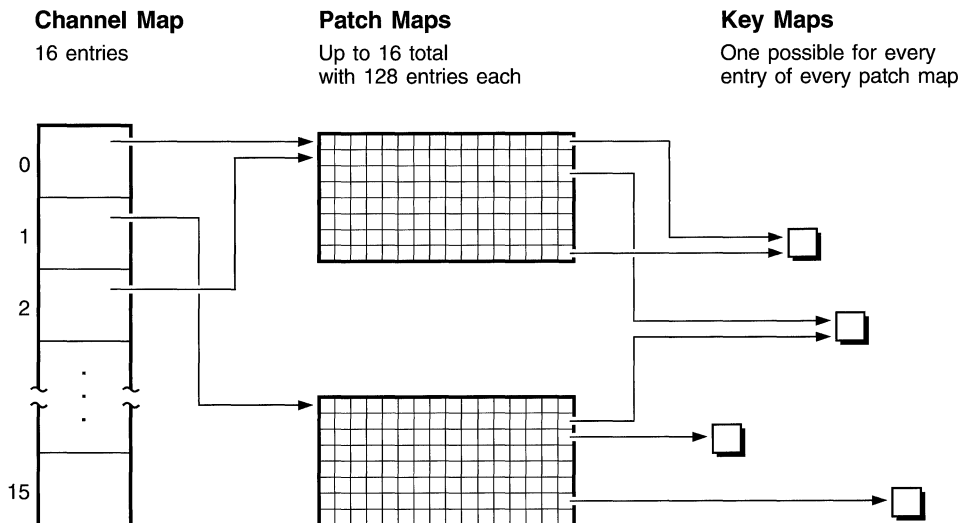 Channel Map
16 entries
Patch Maps
Up to 16 total
with 128 entries each
Key Maps
One possible for every
entry of every patch map
0
1
2
15